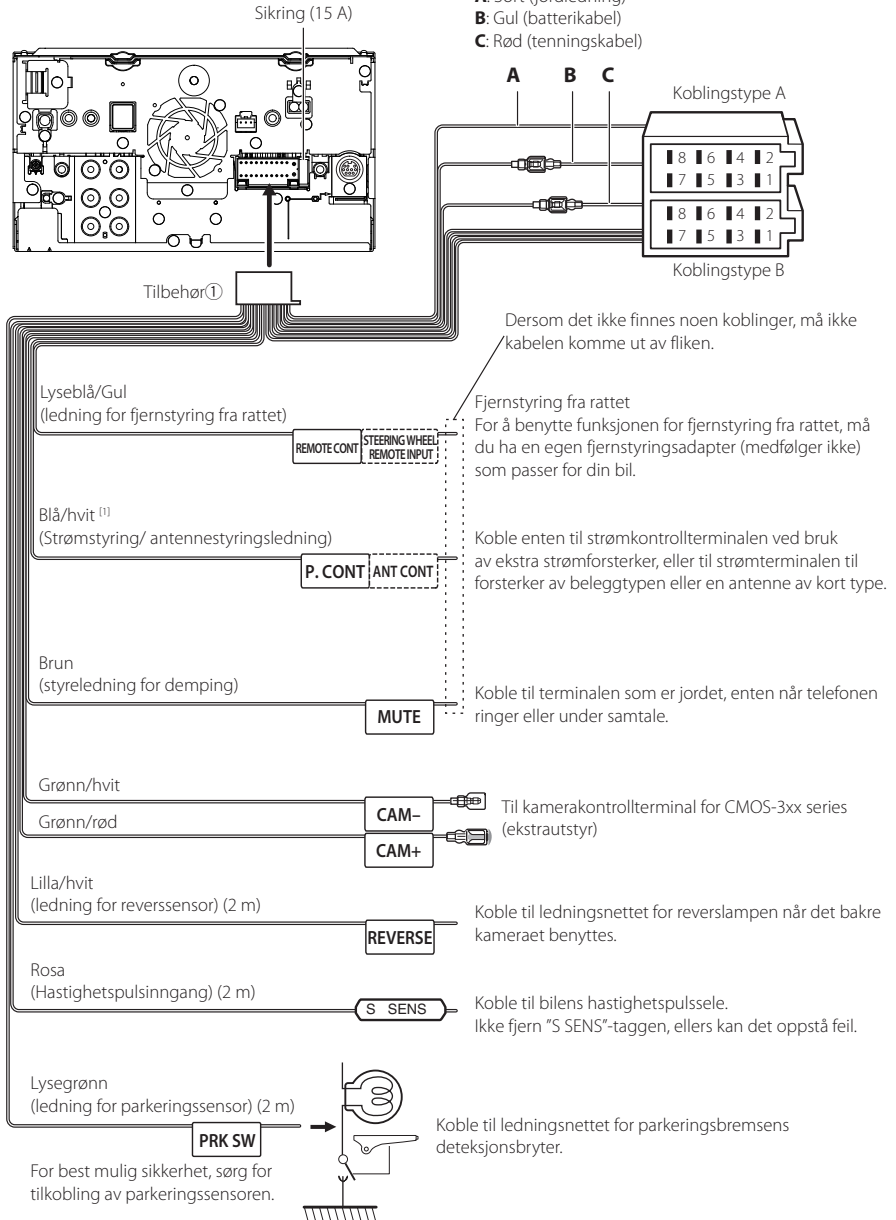 Sikring (15 A)
B: Gul (batterikabel)
C: Rød (tenningskabel)
A B C
Koblingstype A
8 6 4 2
7 5 3 1
8 6 4 2
7 5 3 1
Koblingstype B
Tilbehør①
Dersom det ikke finnes noen koblinger, må ikke
kabelen komme ut av fliken.
Lyseblå/Gul
(ledning for fjernstyring fra rattet)
REMOTE CONT
STEERING WHEEL
REMOTE INPUT
Fjernstyring fra rattet
For å benytte funksjonen for fjernstyring fra rattet, må
du ha en egen fjernstyringsadapter (medfølger ikke)
som passer for din bil.
Blå/hvit [1]
(Strømstyring/ antennestyringsledning)
P. CONT
ANT CONT
Koble enten til strømkontrollterminalen ved bruk
av ekstra strømforsterker, eller til strømterminalen til
forsterker av beleggtypen eller en antenne av kort type.
Brun
(styreledning for demping)
MUTE
Koble til terminalen som er jordet, enten når telefonen
ringer eller under samtale.
Grønn/hvit
CAM–
Grønn/rød
CAM+
Til kamerakontrollterminal for CMOS-3xx series
(ekstrautstyr)
Lilla/hvit
(ledning for reverssensor) (2 m)
REVERSE
Koble til ledningsnettet for reverslampen når det bakre
kameraet benyttes.
Rosa
(Hastighetspulsinngang) (2 m)
S SENS
Koble til bilens hastighetspulssele.
Ikke fjern "S SENS"-taggen, ellers kan det oppstå feil.
Lysegrønn
(ledning for parkeringssensor) (2 m)
PRK SW
Koble til ledningsnettet for parkeringsbremsens
deteksjonsbryter.
For best mulig sikkerhet, sørg for
tilkobling av parkeringssensoren.